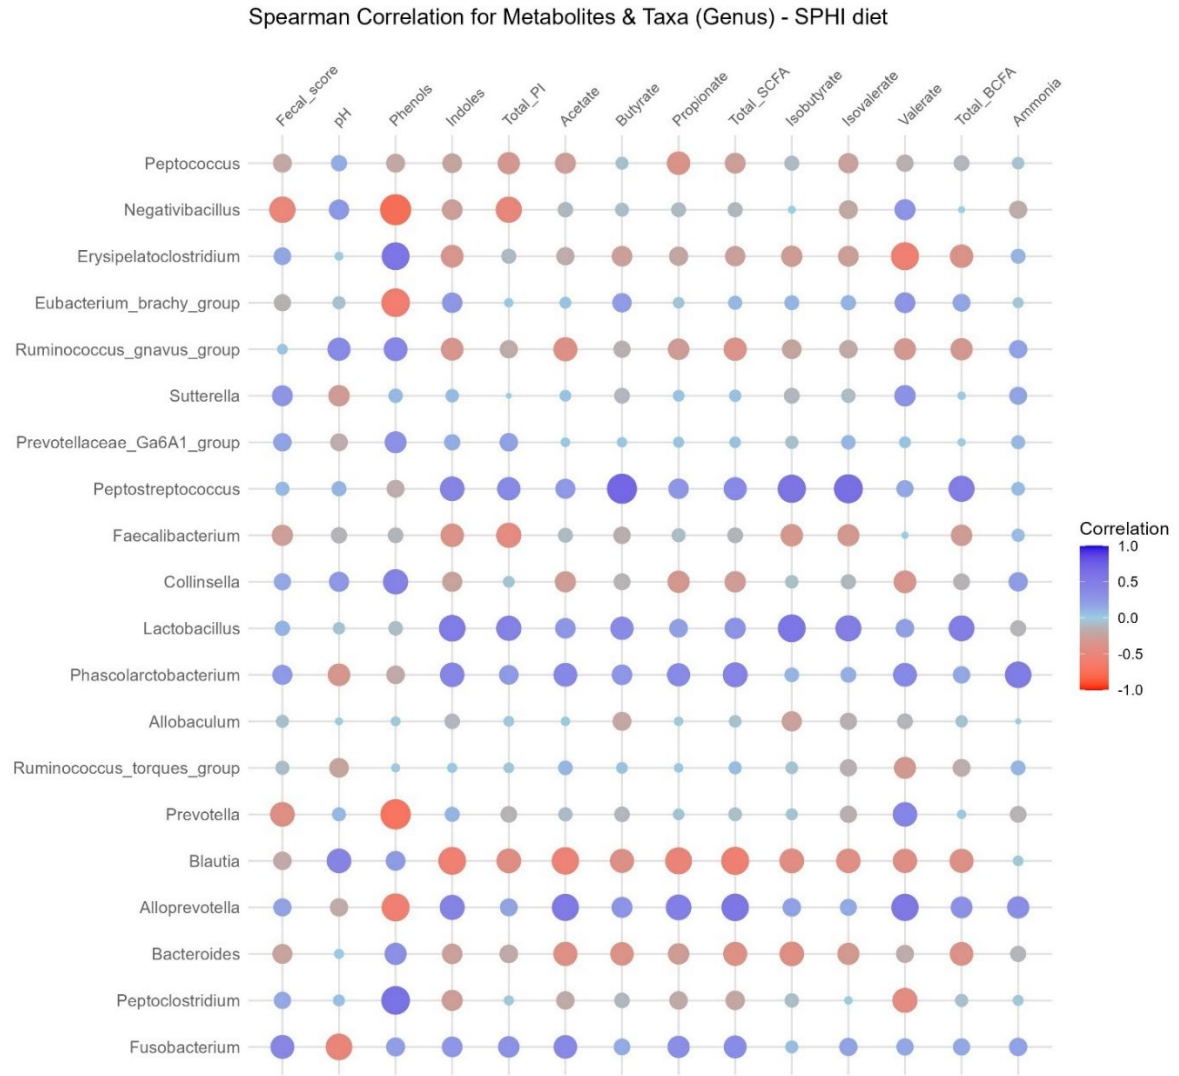 Spearman Correlation for Metabolites & Taxa (Genus) - SPHI diet
Fecal_score
pH
Phenols
Indoles
Total_PI
Acetate
Butyrate
Propionate
Total_SCFA
Isobutyrate
Isovalerate
Valerate
Total_BCFA
Ammonia
Peptococcus
Negativibacillus
Erysipelatoclostridium
Eubacterium_brachy_group
Ruminococcus_gnavus_group
Sutterella
Prevotellaceae_Ga6A1_group
Peptostreptococcus
Faecalibacterium
Collinsella
Lactobacillus
Phascolarctobacterium
Allobaculum
Ruminococcus_torques_group
Prevotella
Blautia
Alloprevotella
Bacteroides
Peptoclostridium
Fusobacterium
Correlation
1.0
0.5
0.0
-0.5
-1.0